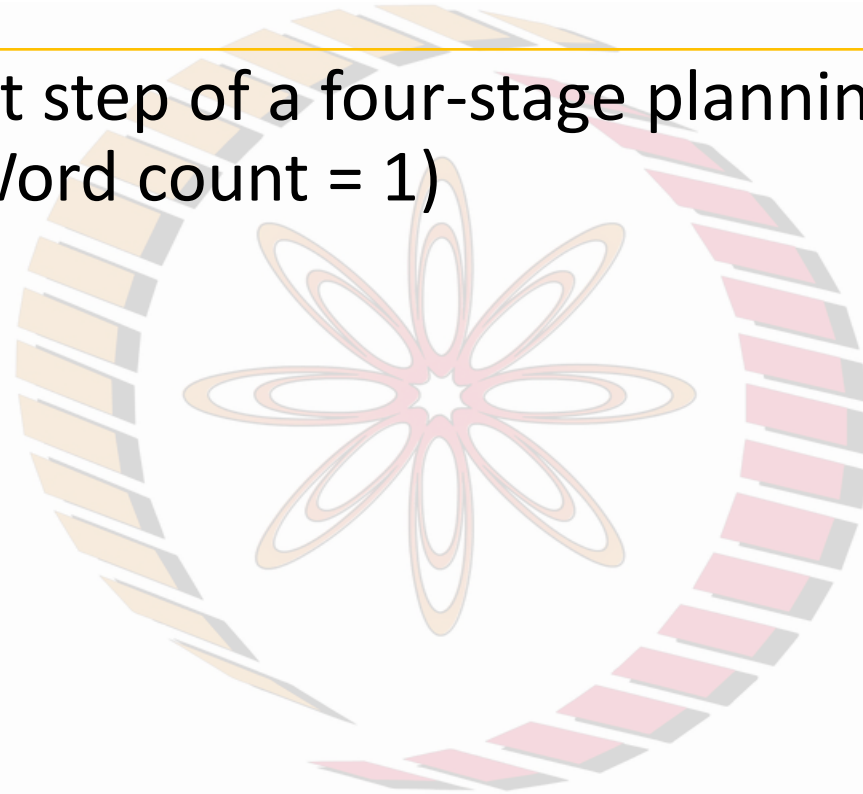 t step of a four-stage plannin
ord count = 1)